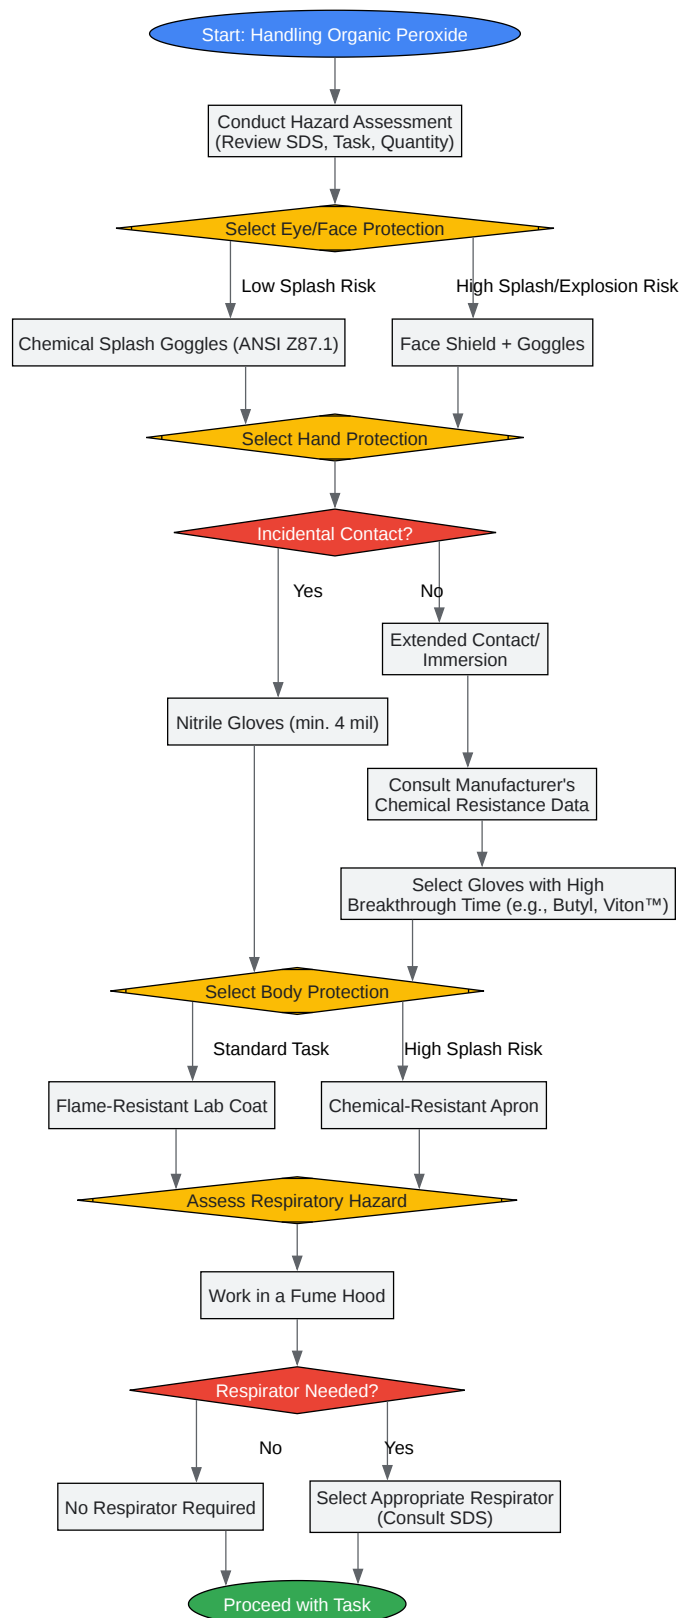 Start: Handling Organic Peroxide
Conduct Hazard Assessment
(Review SDS, Task, Quantity)
Select Eye/Face Protection
Low Splash Risk
High Splash/Explosion Risk
Chemical Splash Goggles (ANSI Z87.1)
Face Shield + Goggles
Select Hand Protection
Incidental Contact?
Yes
No
Extended Contact/
Immersion
Nitrile Gloves (min. 4 mil)
Consult Manufacturer's
Chemical Resistance Data
Select Gloves with High
Breakthrough Time (e.g., Butyl, Viton™)
Select Body Protection
Standard Task
High Splash Risk
Flame-Resistant Lab Coat
Chemical-Resistant Apron
Assess Respiratory Hazard
Work in a Fume Hood
Respirator Needed?
No
Yes
No Respirator Required
Select Appropriate Respirator
(Consult SDS)
Proceed with Task